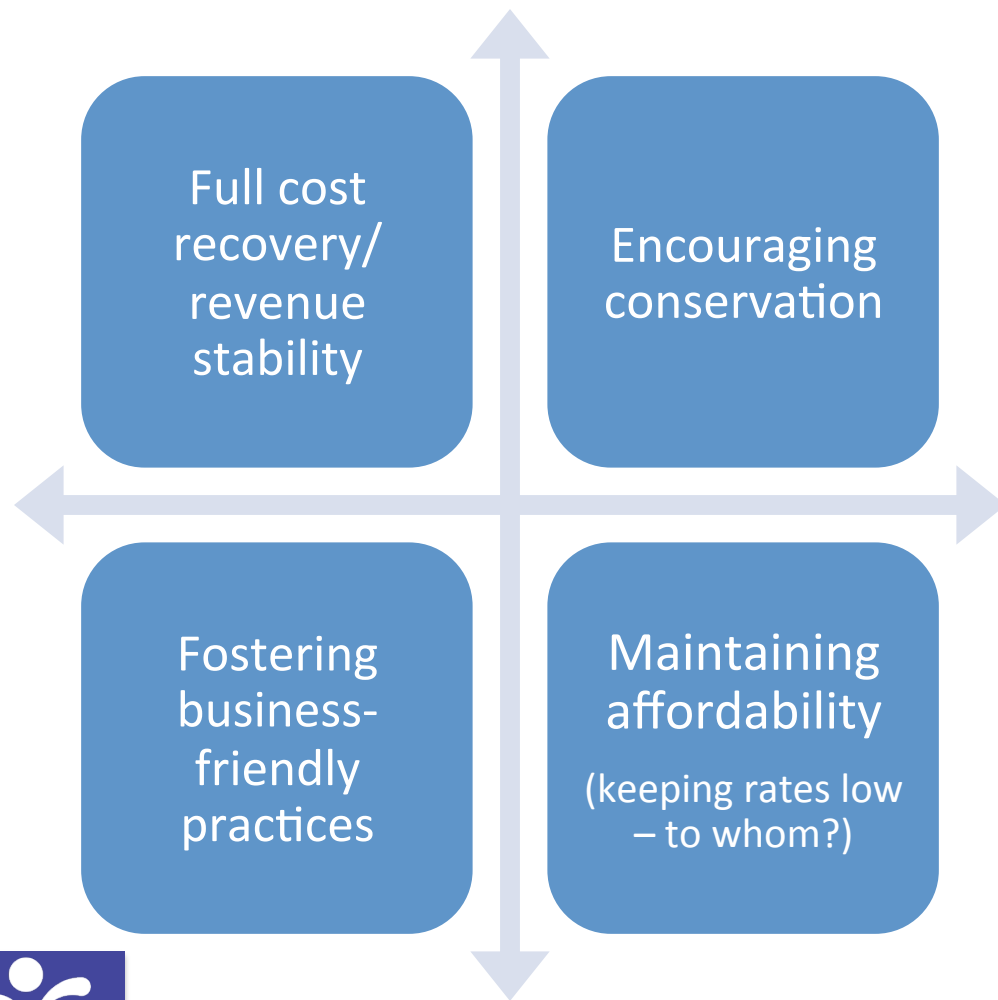 Full cost
recovery/
revenue
stability
Encouraging
conservation
Fostering
business-
friendly
practices
Maintaining
affordability
(keeping rates low
– to whom?)